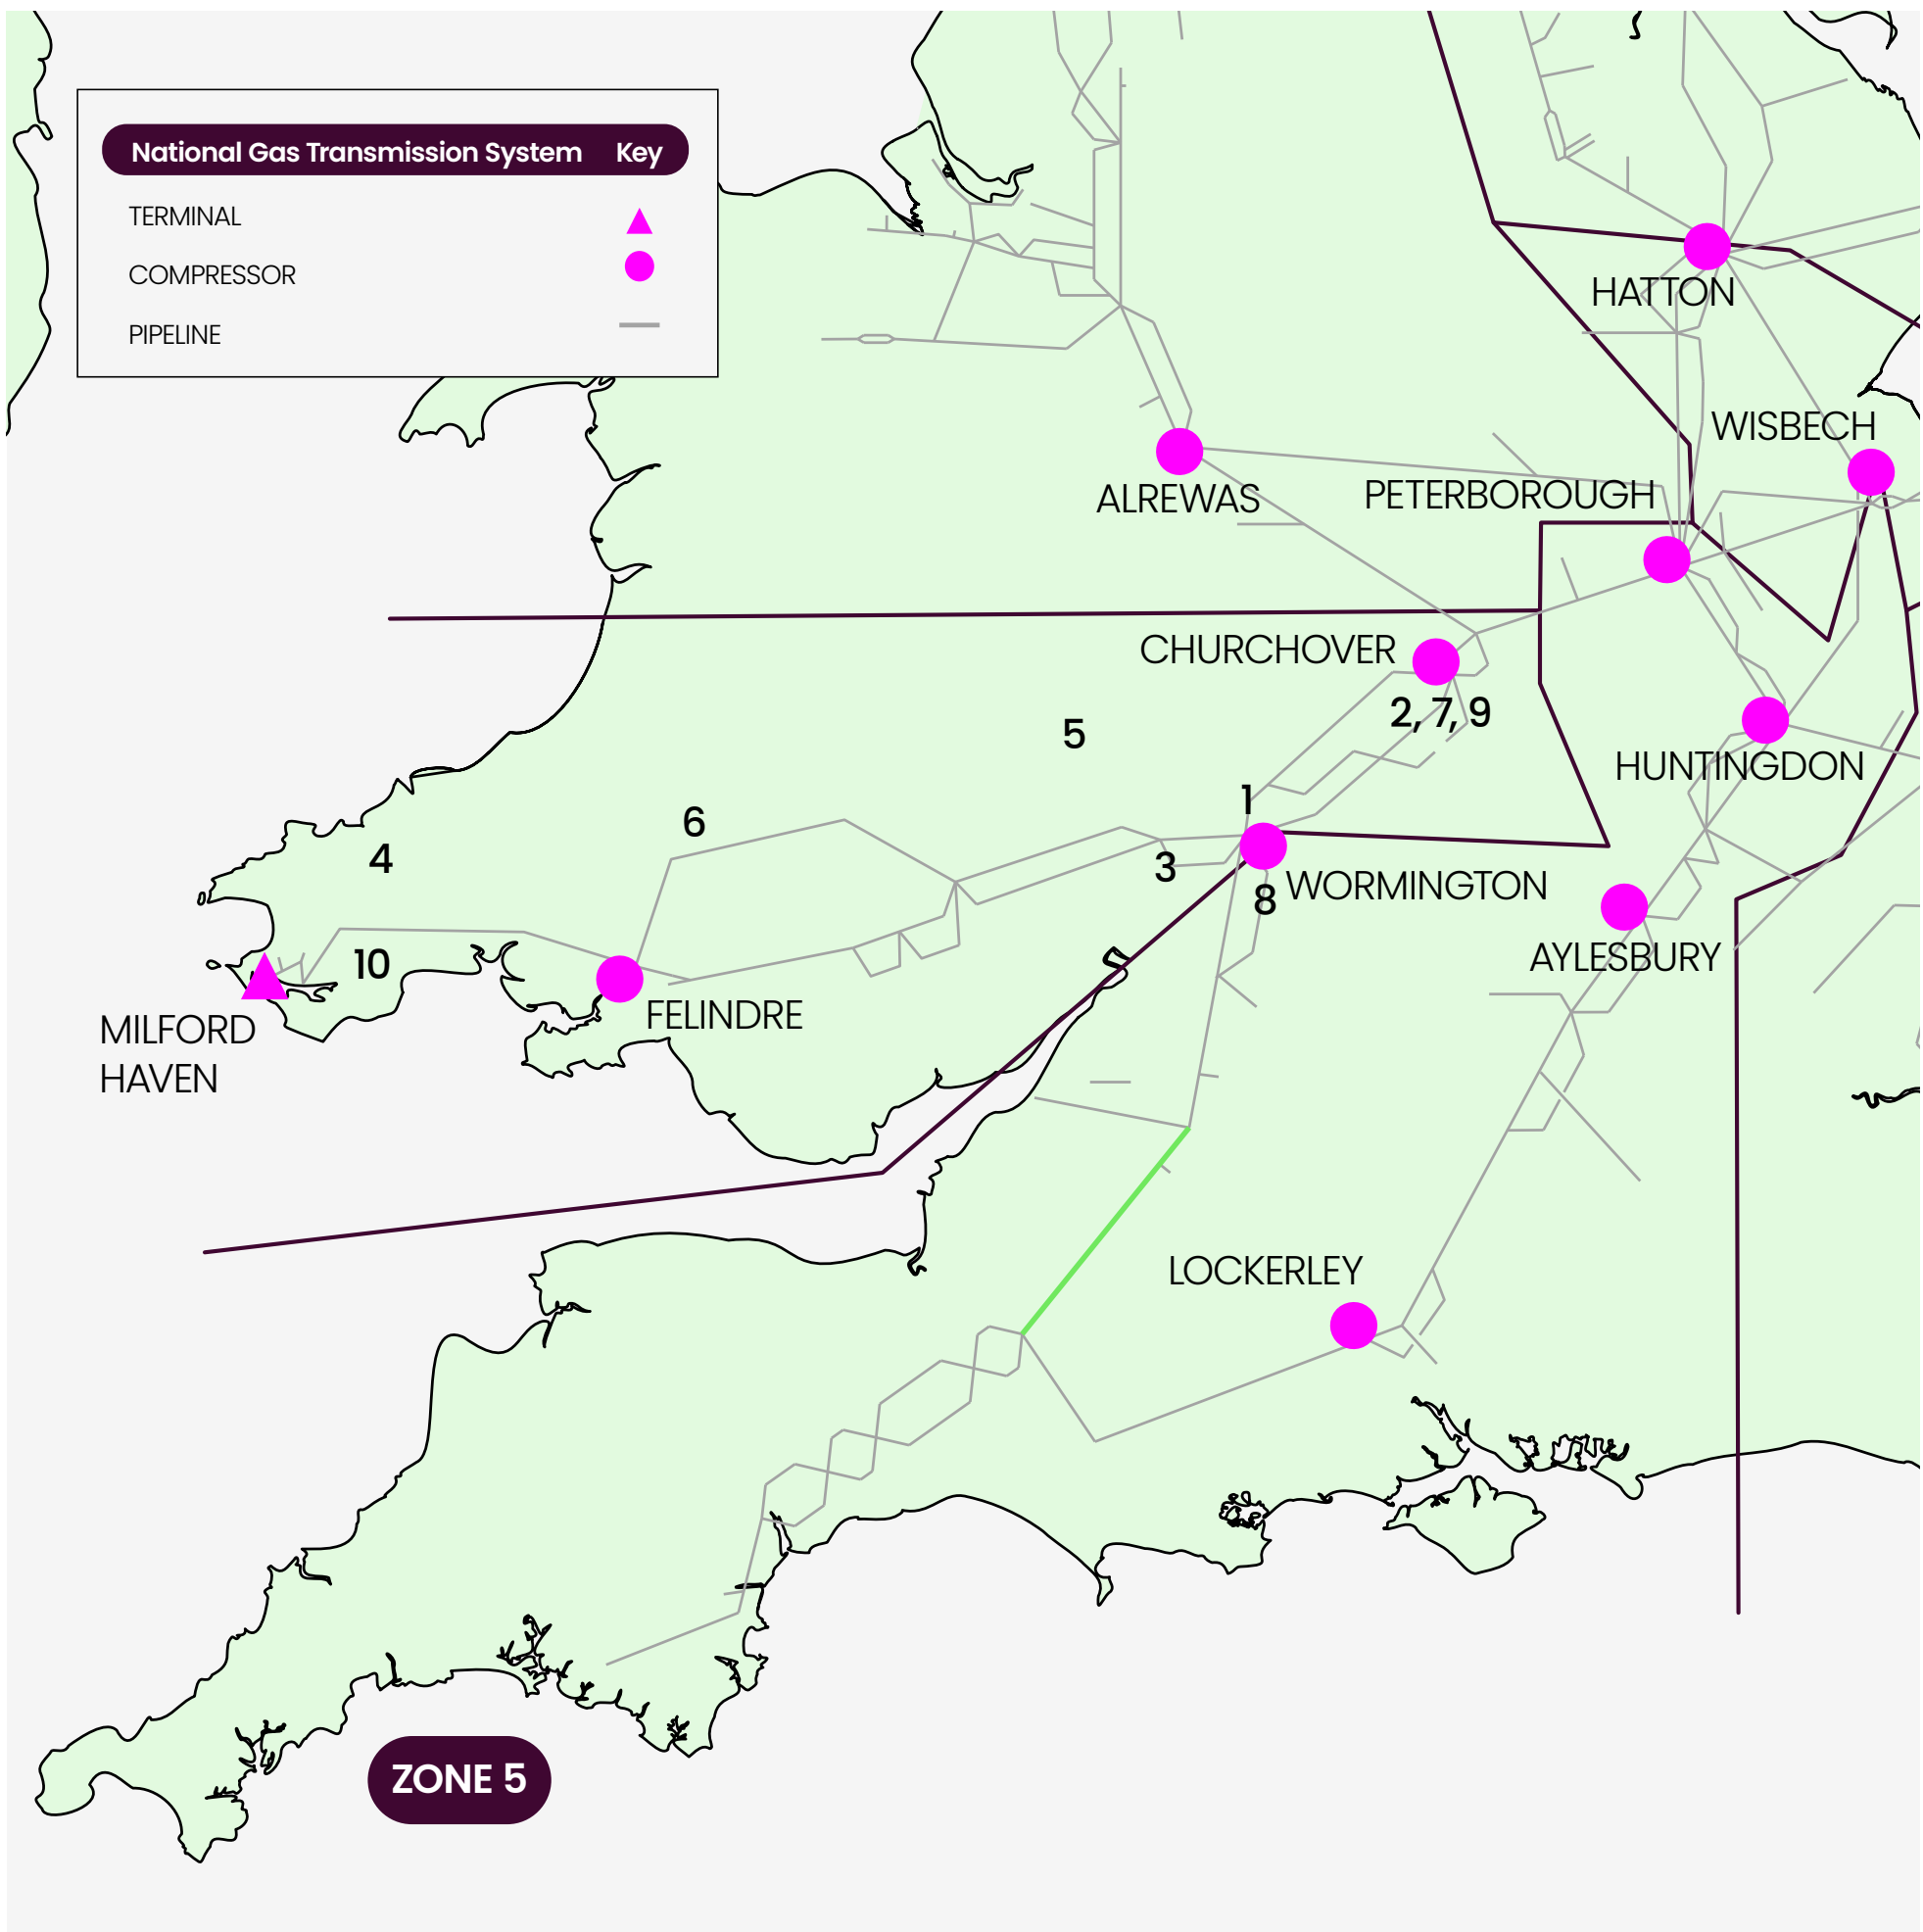 National Gas Transmission System Key
TERMINAL
COMPRESSOR
PIPELINE
HATTON
WISBECH
ALREWAS
PETERBOROUGH
CHURCHOVER
2, 7, 9
5
HUNTINGDON
1
6
4
3
WORMINGTON
8
AYLESBURY
10
FELINDRE
MILFORD
HAVEN
LOCKERLEY
ZONE 5